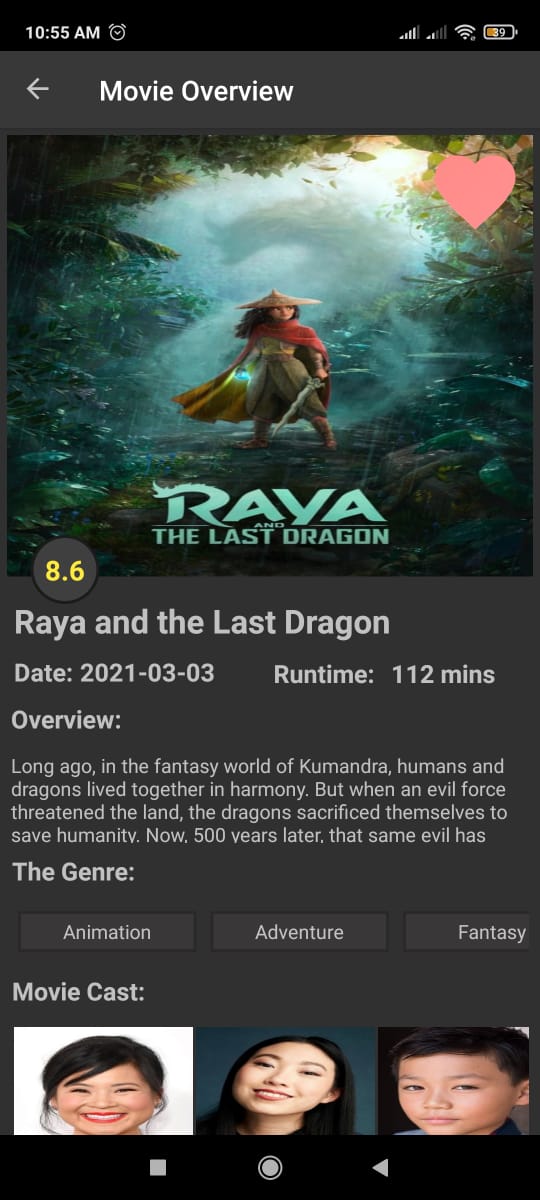 10:55 AM
39
Movie Overview
RAYA
AND
THE LAST DRAGON
8.6
Raya and the Last Dragon
Date: 2021-03-03 Runtime: 112 mins
Overview:
Long ago, in the fantasy world of Kumandra, humans and
dragons lived together in harmony. But when an evil force
threatened the land, the dragons sacrificed themselves to
save humanity. Now, 500 years later, that same evil has
The Genre:
Animation Adventure Fantasy
Movie Cast: